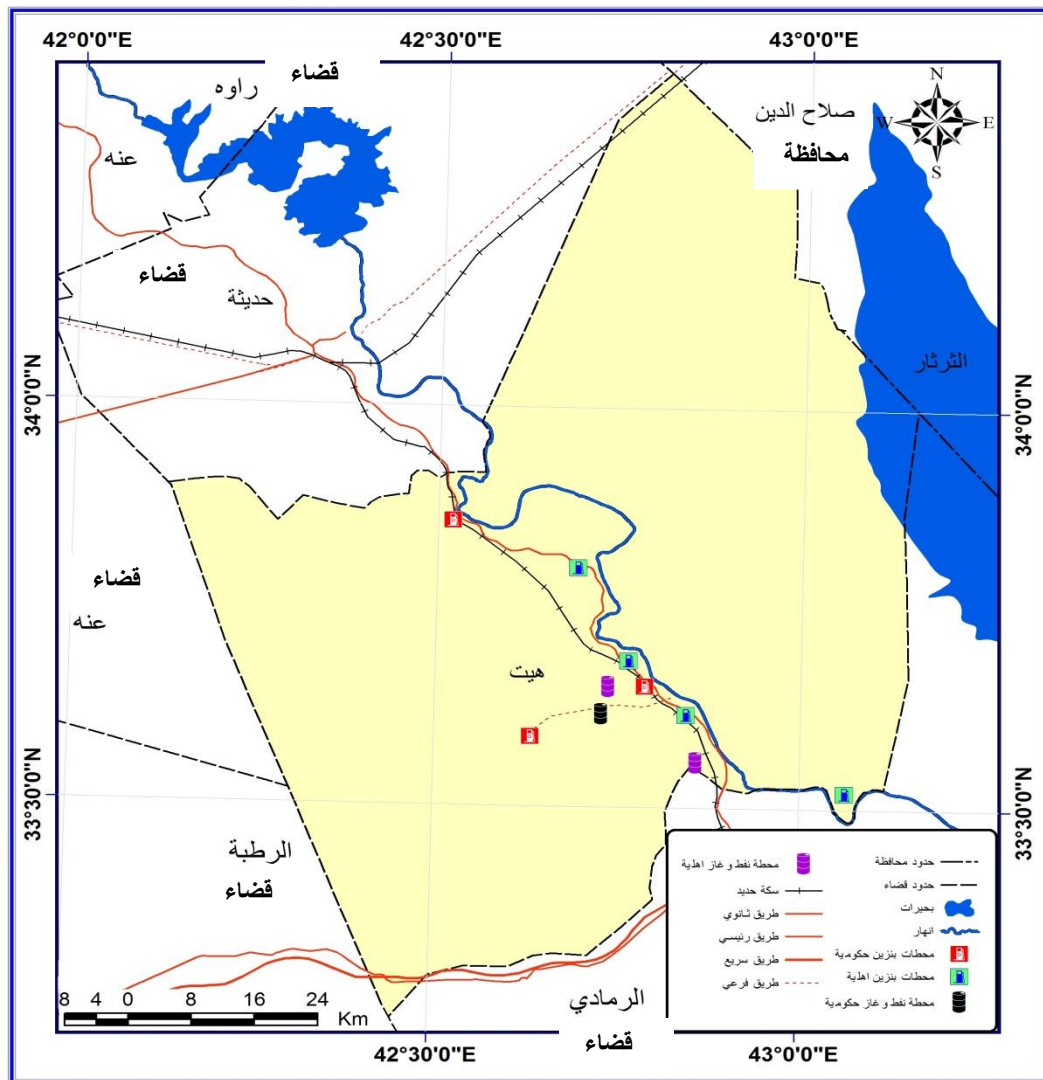 42°0'0"E
42°30'0"E
43°0'0"E
قضاء
راوه
صلاح الدين
محافظة
N
W
E
S
عنه
قضاء
حديثة
الثرثار
34°0'0"N
34°0'0"N
قضاء
عنه
هيت
33°30'0"N
33°30'0"N
الرطبة
قضاء
الرمادي
قضاء
حدود محافظة
حدود قضاء
بحيرات
انهار
محطات بنزين حكومية
محطات بنزين اهلية
محطة نفط و غاز حكومية
محطة نفط و غاز اهلية
سكة حديد
طريق ثانوي
طريق رئيسي
طريق سريع
طريق فرعي
8 4 0 8 16 24
Km
42°30'0"E
43°0'0"E